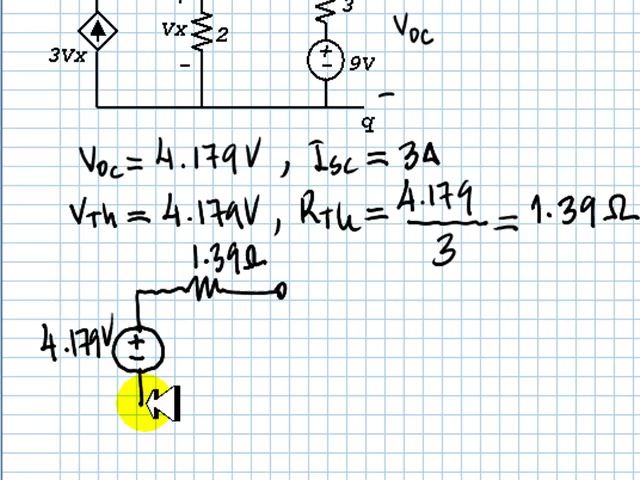 3
Vx 2
3Vx
9V
Voc
+
−
−
q
Voc = 4.179V , Isc = 3A
VTh = 4.179V , RTh = 4.179/3 = 1.39Ω
1.39Ω
4.179V
+
−